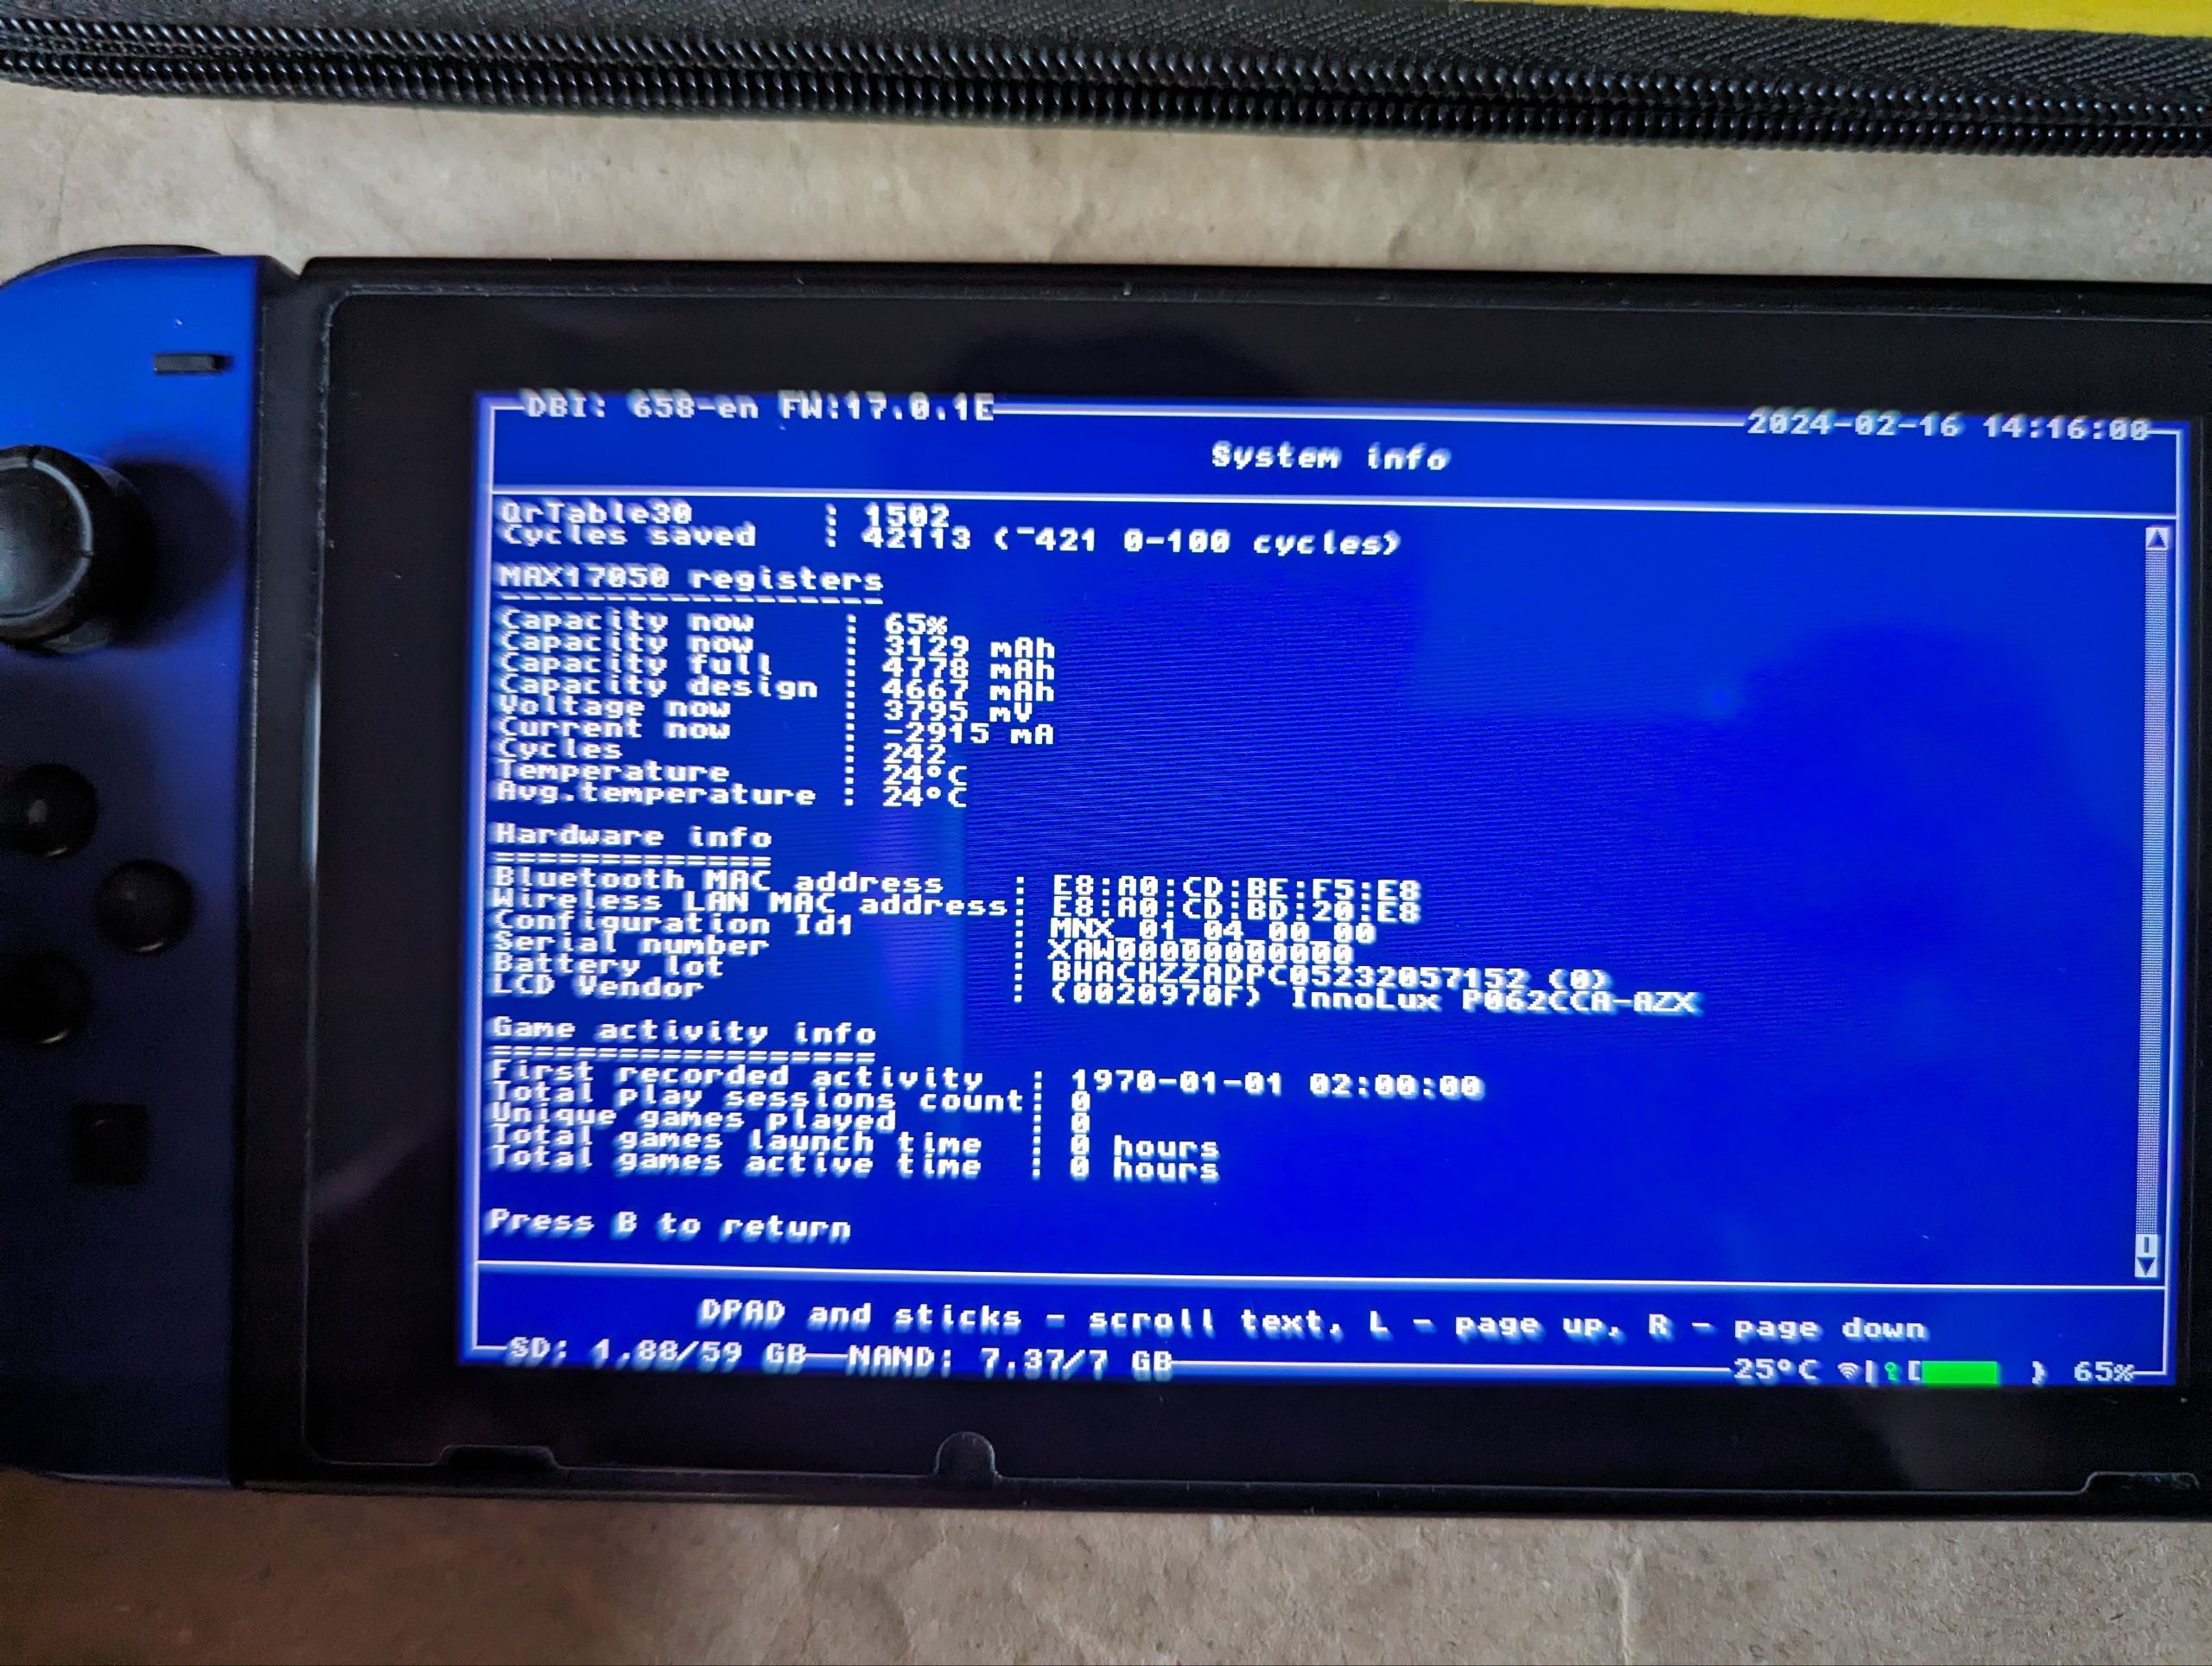 DBI: 658-en FW:17.0.1E 2024-02-16 14:16:00
System info
QrTable30 : 1502
Cycles saved : 42113 (~421 0-100 cycles)
MAX17050 registers
Capacity now : 65%
Capacity now : 3129 mAh
Capacity full : 4778 mAh
Capacity design : 4667 mAh
Voltage now : 3795 mV
Current now : -2915 mA
Cycles : 242
Temperature : 24°C
Avg.temperature : 24°C
Hardware info
Bluetooth MAC address : E8:A0:CD:BE:F5:E8
Wireless LAN MAC address: E8:A0:CD:BD:20:E8
Configuration Id1 : MNX_01_04_00_00
Serial number : XAW00000000000
Battery lot : BHACHZZADPC05232057152 (0)
LCD Vendor : (0020970F) InnoLux P062CCA-AZX
Game activity info
First recorded activity : 1970-01-01 02:00:00
Total play sessions count: 0
Unique games played : 0
Total games launch time : 0 hours
Total games active time : 0 hours
Press B to return
DPAD and sticks - scroll text, L - page up, R - page down
SD: 1.88/59 GB NAND: 7.37/7 GB 25°C 65%